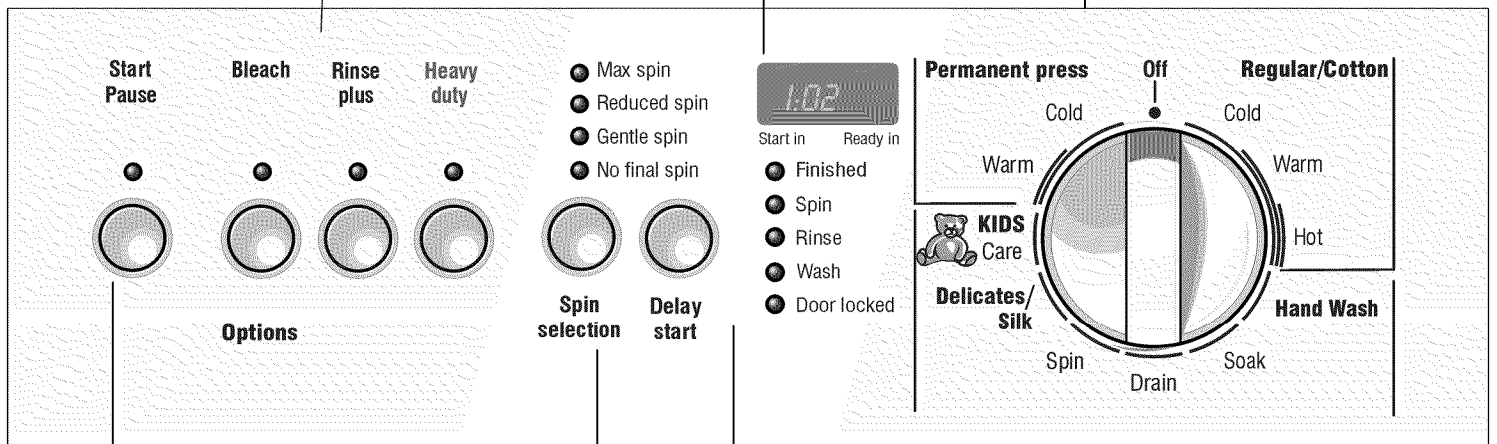 Start
Pause
Bleach
Rinse
plus
Heavy
duty
Options
Max spin
Reduced spin
Gentle spin
No final spin
Spin
selection
Delay
start
1:02
Start in
Ready in
Finished
Spin
Rinse
Wash
Door locked
Permanent press
Off
Regular/Cotton
Cold
Cold
Warm
Warm
KIDS
Care
Hot
Delicates/
Silk
Hand Wash
Spin
Soak
Drain